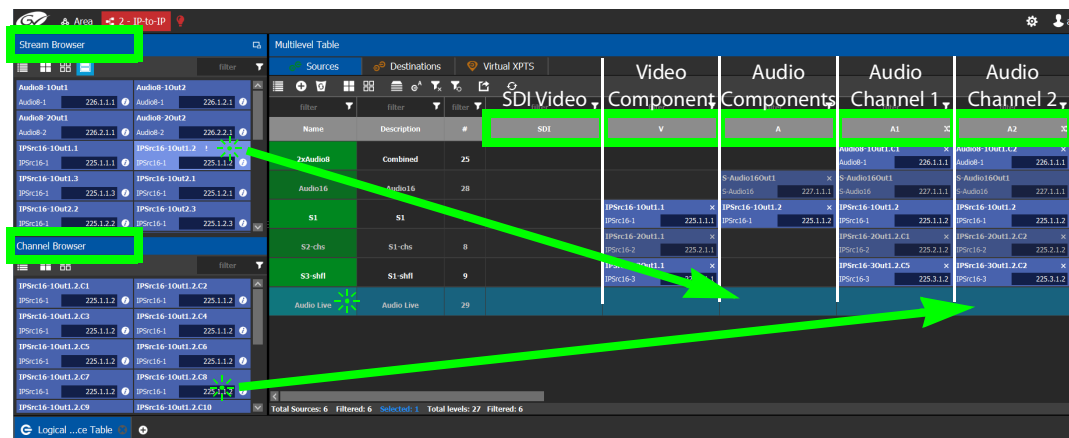 GV Area 2 - IP-to-IP
Stream Browser
filter
Audio8-1Out1 Audio8-1Out2
Audio8-1 226.1.1.1 Audio8-1 226.1.2.1
Audio8-2Out1 Audio8-2Out2
Audio8-2 226.2.1.1 Audio8-2 226.2.2.1
IPSrc16-1Out1.1 IPSrc16-1Out1.2 !
IPSrc16-1 225.1.1.1 IPSrc16-1 225.1.1.2
IPSrc16-1Out1.3 IPSrc16-1Out2.1
IPSrc16-1 225.1.1.3 IPSrc16-1 225.1.2.1
IPSrc16-1Out2.2 IPSrc16-1Out2.3
IPSrc16-1 225.1.2.2 IPSrc16-1 225.1.2.3
Channel Browser
filter
IPSrc16-1Out1.2.C1 IPSrc16-1Out1.2.C2
IPSrc16-1 225.1.1.2 IPSrc16-1 225.1.1.2
IPSrc16-1Out1.2.C3 IPSrc16-1Out1.2.C4
IPSrc16-1 225.1.1.2 IPSrc16-1 225.1.1.2
IPSrc16-1Out1.2.C5 IPSrc16-1Out1.2.C6
IPSrc16-1 225.1.1.2 IPSrc16-1 225.1.1.2
IPSrc16-1Out1.2.C7 IPSrc16-1Out1.2.C8
IPSrc16-1 225.1.1.2 IPSrc16-1 225.1.1.2
IPSrc16-1Out1.2.C9 IPSrc16-1Out1.2.C10
Multilevel Table
Sources Destinations Virtual XPTS
SDI Video Video Component Audio Components Audio Channel 1 Audio Channel 2
filter filter filter
Name Description # SDI V A A1 A2
2xAudio8 Combined 25 Audio8-1Out1.C1 Audio8-1Out1.C2
Audio8-1 226.1.1.1 Audio8-1 226.1.1.1
Audio16 Audio16 28 S-Audio16Out1 S-Audio16Out1 S-Audio16Out1
S-Audio16 227.1.1.1 S-Audio16 227.1.1.1 S-Audio16 227.1.1.1
S1 S1 IPSrc16-1Out1.1 IPSrc16-1Out1.2 IPSrc16-1Out1.2 IPSrc16-1Out1.2
IPSrc16-1 225.1.1.1 IPSrc16-1 225.1.1.2 IPSrc16-1 225.1.1.2 IPSrc16-1 225.1.1.2
S2-chs S1-chs 8 IPSrc16-2Out1.1 IPSrc16-2Out1.2.C1 IPSrc16-2Out1.2.C2
IPSrc16-2 225.2.1.1 IPSrc16-2 225.2.1.2 IPSrc16-2 225.2.1.2
S3-shfl S1-shfl 9 IPSrc16-3Out1.2.C5 IPSrc16-3Out1.2.C2
IPSrc16-3 IPSrc16-3 225.3.1.2 IPSrc16-3 225.3.1.2
Audio Live Audio Live 29
Total Sources: 6 Filtered: 6 Selected: 1 Total levels: 27 Filtered: 6
Logical ...ce Table